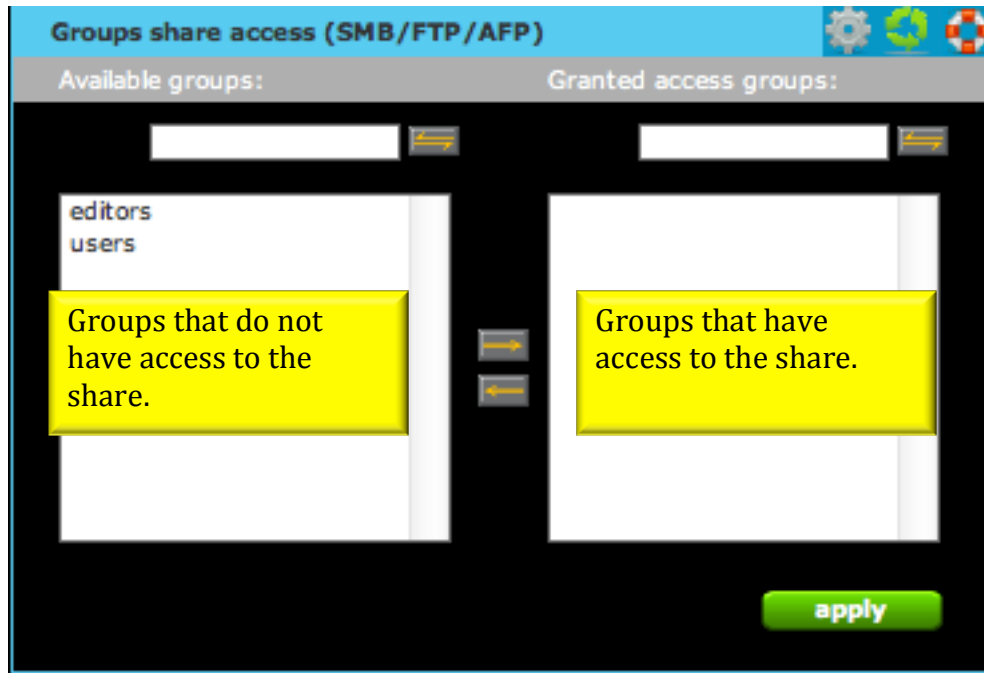 Groups share access (SMB/FTP/AFP)
Available groups:
Granted access groups:
editors
users
Groups that do not
have access to the
share.
Groups that have
access to the share.
apply